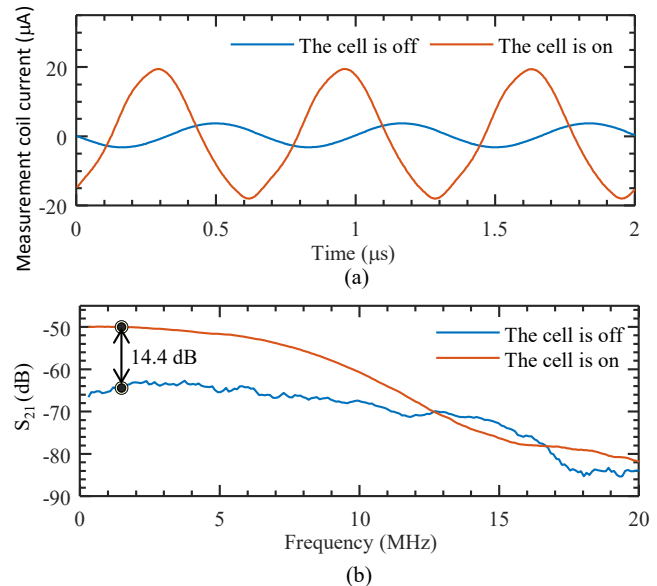 Measurement coil current (μA)
20
0
-20
The cell is off
The cell is on
0
0.5
1
1.5
2
Time (μs)
(a)
S21 (dB)
-50
-60
-70
-80
-90
14.4 dB
The cell is off
The cell is on
0
5
10
15
20
Frequency (MHz)
(b)